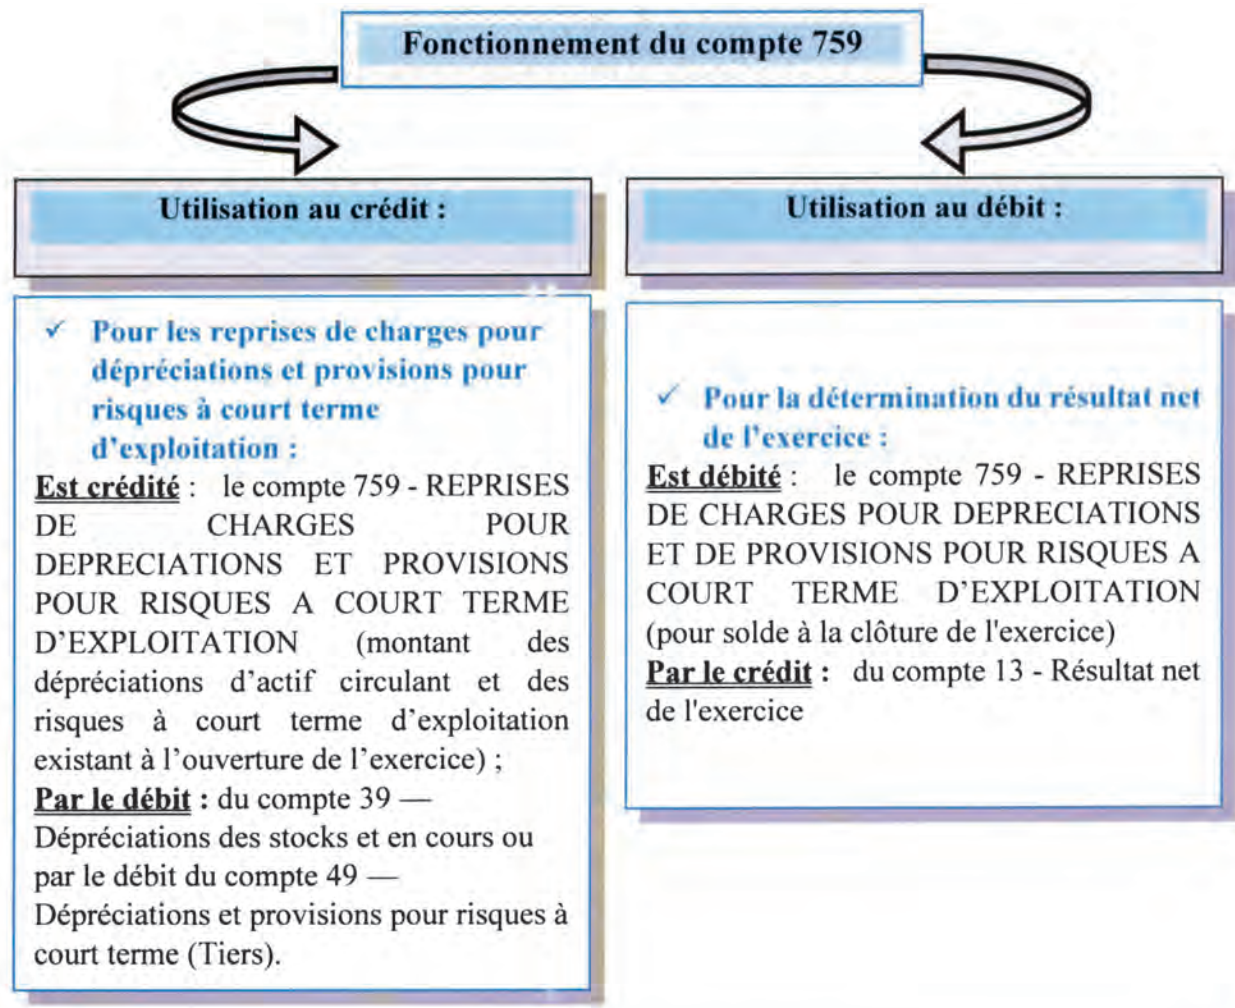 Fonctionnement du compte 759
Utilisation au crédit :
✓ Pour les reprises de charges pour
dépréciations et provisions pour
risques à court terme
d’exploitation :
Est crédité : le compte 759 - REPRISES
DE CHARGES POUR
DEPRECIATIONS ET PROVISIONS
POUR RISQUES A COURT TERME
D’EXPLOITATION (montant des
dépréciations d’actif circulant et des
risques à court terme d’exploitation
existant à l’ouverture de l’exercice) ;
Par le débit : du compte 39 —
Dépréciations des stocks et en cours ou
par le débit du compte 49 —
Dépréciations et provisions pour risques à
court terme (Tiers).
Utilisation au débit :
✓ Pour la détermination du résultat net
de l’exercice :
Est débité : le compte 759 - REPRISES
DE CHARGES POUR DEPRECIATIONS
ET DE PROVISIONS POUR RISQUES A
COURT TERME D’EXPLOITATION
(pour solde à la clôture de l'exercice)
Par le crédit : du compte 13 - Résultat net
de l'exercice